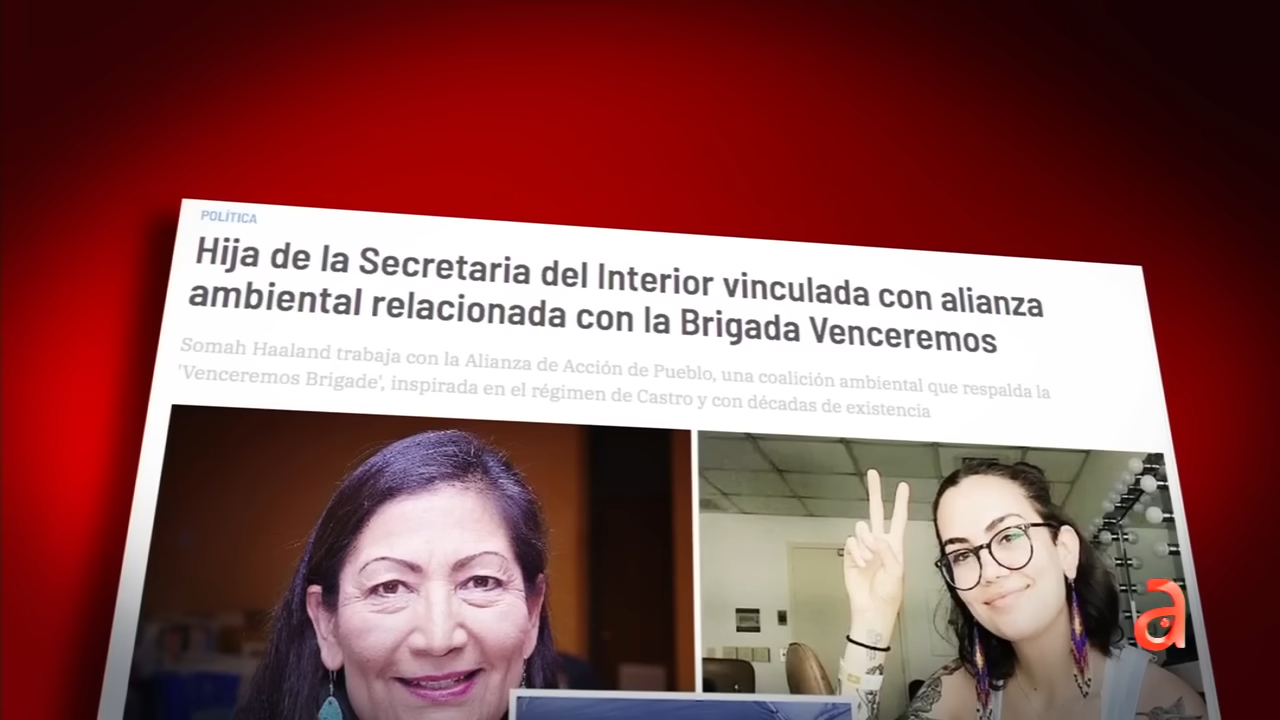 POLÍTICA
Hija de la Secretaria del Interior vinculada con alianza
ambiental relacionada con la Brigada Venceremos
Somah Haaland trabaja con la Alianza de Acción de Pueblo, una coalición ambiental que respalda la
'Venceremos Brigade', inspirada en el régimen de Castro y con décadas de existencia
a